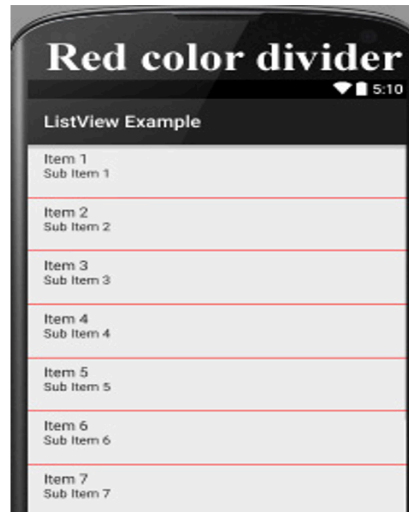 Red color divider
5:10
ListView Example
Item 1
Sub Item 1
Item 2
Sub Item 2
Item 3
Sub Item 3
Item 4
Sub Item 4
Item 5
Sub Item 5
Item 6
Sub Item 6
Item 7
Sub Item 7